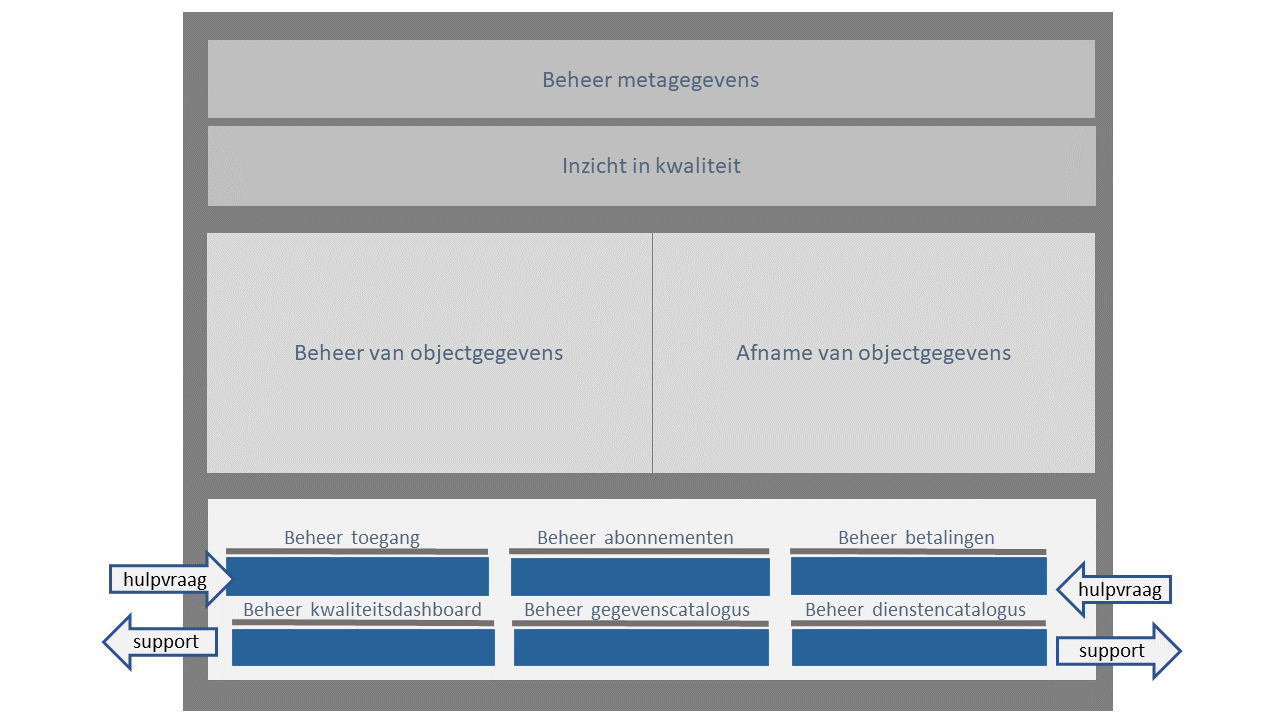 Beheer metagegevens
Inzicht in kwaliteit
Beheer van objectgegevens
Afname van objectgegevens
Beheer toegang
Beheer abonnementen
Beheer betalingen
hulpvraag
hulpvraag
Beheer kwaliteitsdashboard
Beheer gegevenscatalogus
Beheer dienstencatalogus
support
support